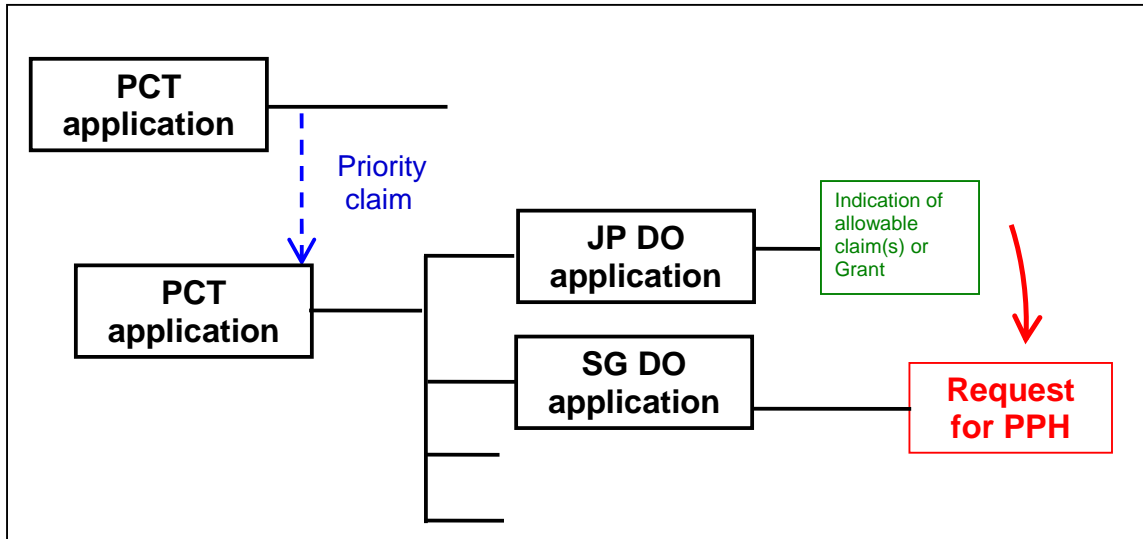 PCT
application
Priority
claim
PCT
application
JP DO
application
Indication of
allowable
claim(s) or
Grant
SG DO
application
Request
for PPH